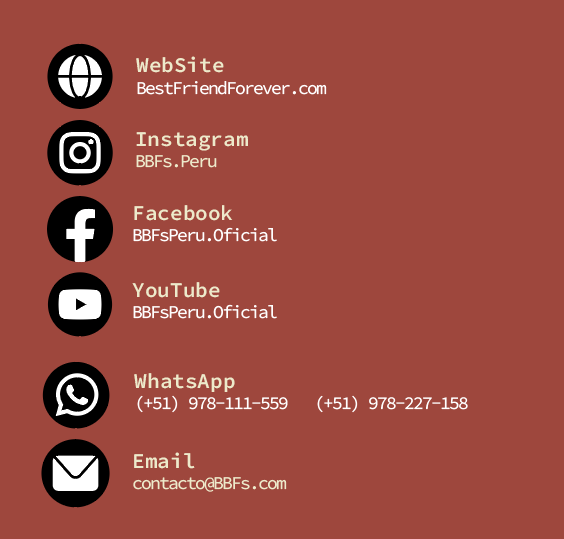 WebSite
BestFriendForever.com
Instagram
BBFs.Peru
Facebook
BBFsPeru.Oficial
YouTube
BBFsPeru.Oficial
WhatsApp
(+51) 978-111-559 (+51) 978-227-158
Email
contacto@BBFs.com